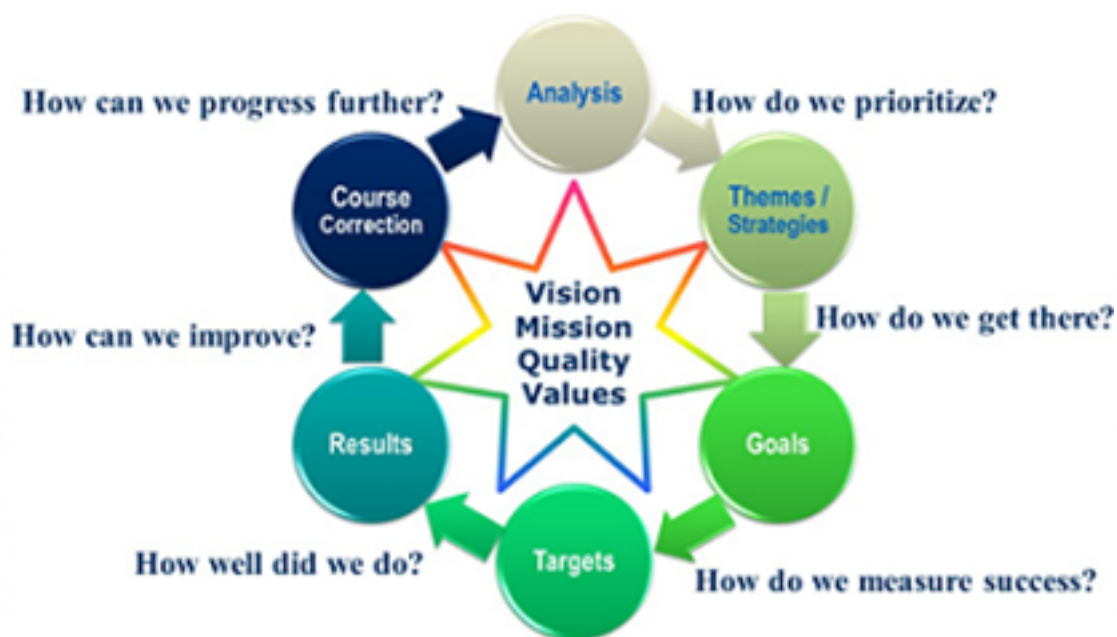 Analysis
How do we prioritize?
Themes /
Strategies
How do we get there?
Goals
How do we measure success?
Targets
How well did we do?
Results
How can we improve?
Course
Correction
How can we progress further?
Vision
Mission
Quality
Values